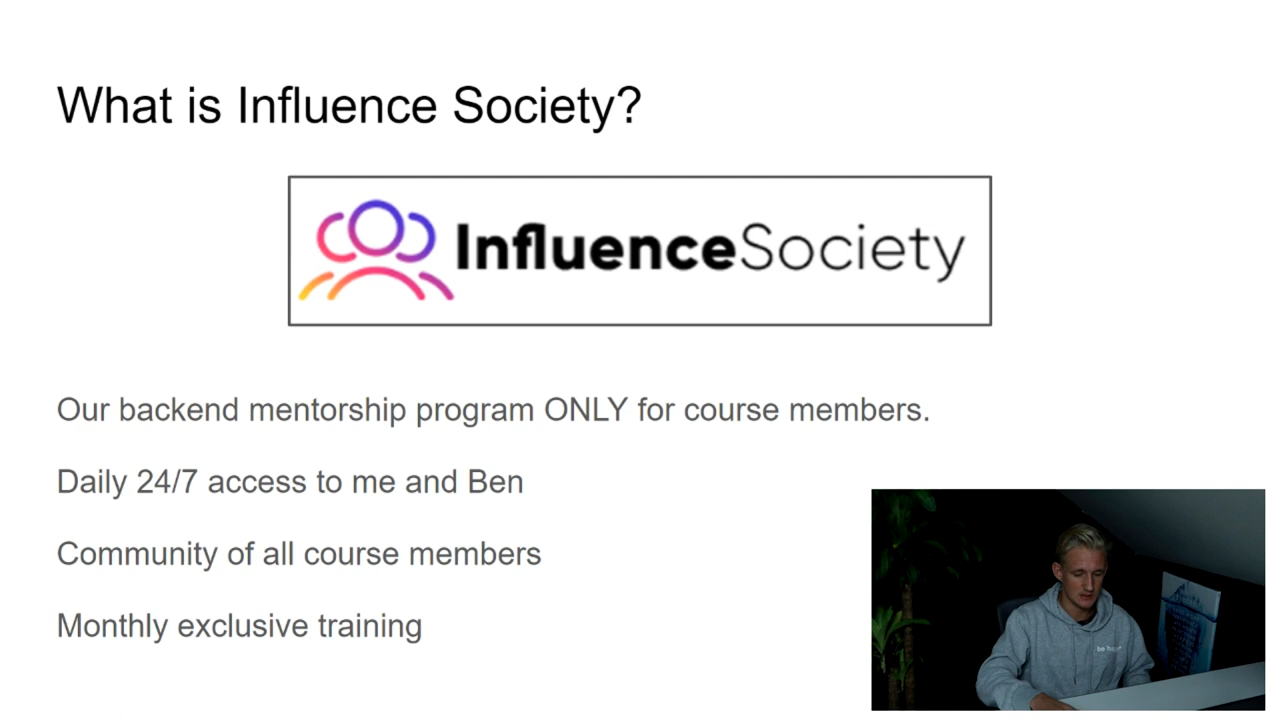 What is Influence Society?
InfluenceSociety
Our backend mentorship program ONLY for course members.
Daily 24/7 access to me and Ben
Community of all course members
Monthly exclusive training